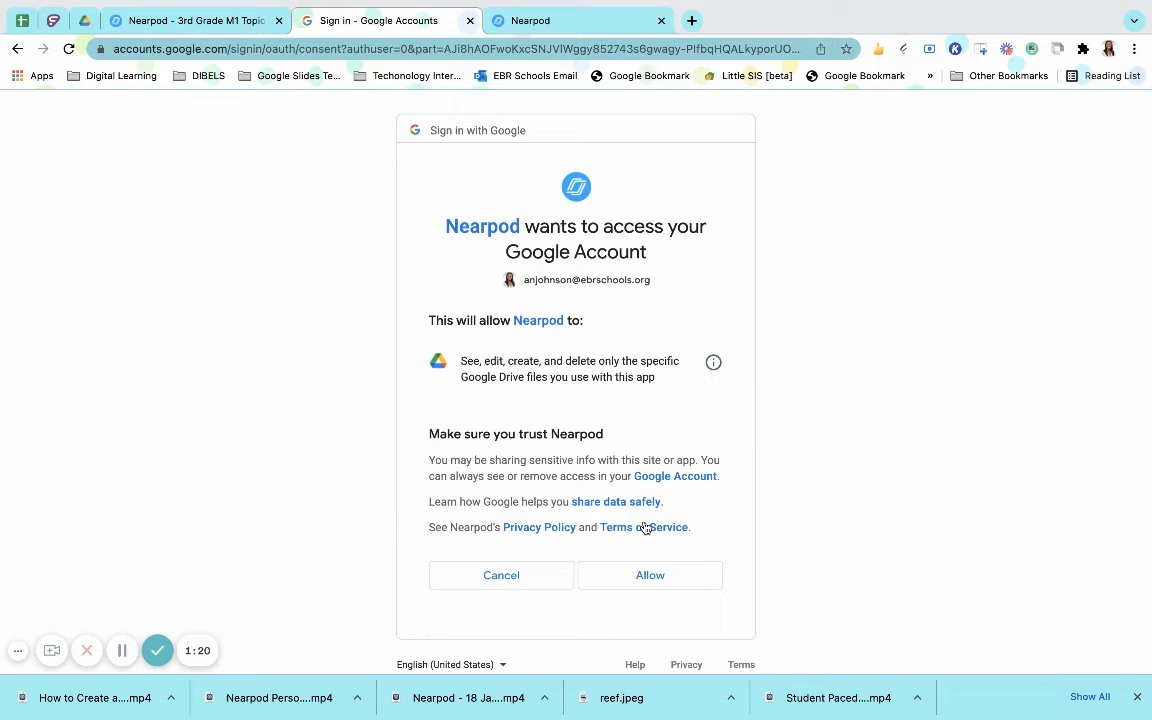 Nearpod - 3rd Grade M1 Topic
Sign in - Google Accounts
Nearpod
accounts.google.com/signin/oauth/consent?authuser=0&part=AJi8hAOFwoKxcSNJVlWggy852743s6gwagy-PIfbqHQALkyporUO...
Apps
Digital Learning
DIBELS
Google Slides Te...
Techonology Inter...
EBR Schools Email
Google Bookmark
Little SIS [beta]
Google Bookmark
»
Other Bookmarks
Reading List
Sign in with Google
Nearpod wants to access your
Google Account
anjohnson@ebrschools.org
This will allow Nearpod to:
See, edit, create, and delete only the specific
Google Drive files you use with this app
Make sure you trust Nearpod
You may be sharing sensitive info with this site or app. You
can always see or remove access in your Google Account.
Learn how Google helps you share data safely.
See Nearpod's Privacy Policy and Terms of Service.
Cancel
Allow
1:20
English (United States)
Help
Privacy
Terms
How to Create a....mp4
Nearpod Perso....mp4
Nearpod - 18 Ja....mp4
reef.jpeg
Student Paced....mp4
Show All